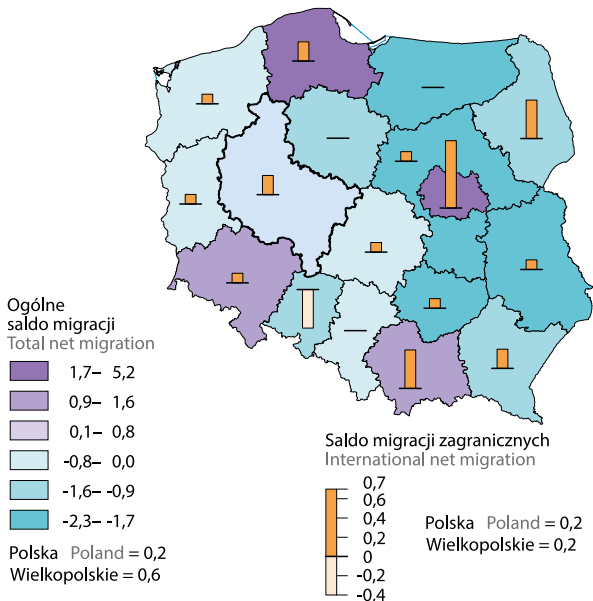 Ogólne
saldo migracji
Total net migration
1,7– 5,2
0,9– 1,6
0,1– 0,8
-0,8– 0,0
-1,6– -0,9
-2,3– -1,7
Polska Poland = 0,2
Wielkopolskie = 0,6
Saldo migracji zagranicznych
International net migration
0,7
0,6
0,4
0,2
0
-0,2
-0,4
Polska Poland = 0,2
Wielkopolskie = 0,2